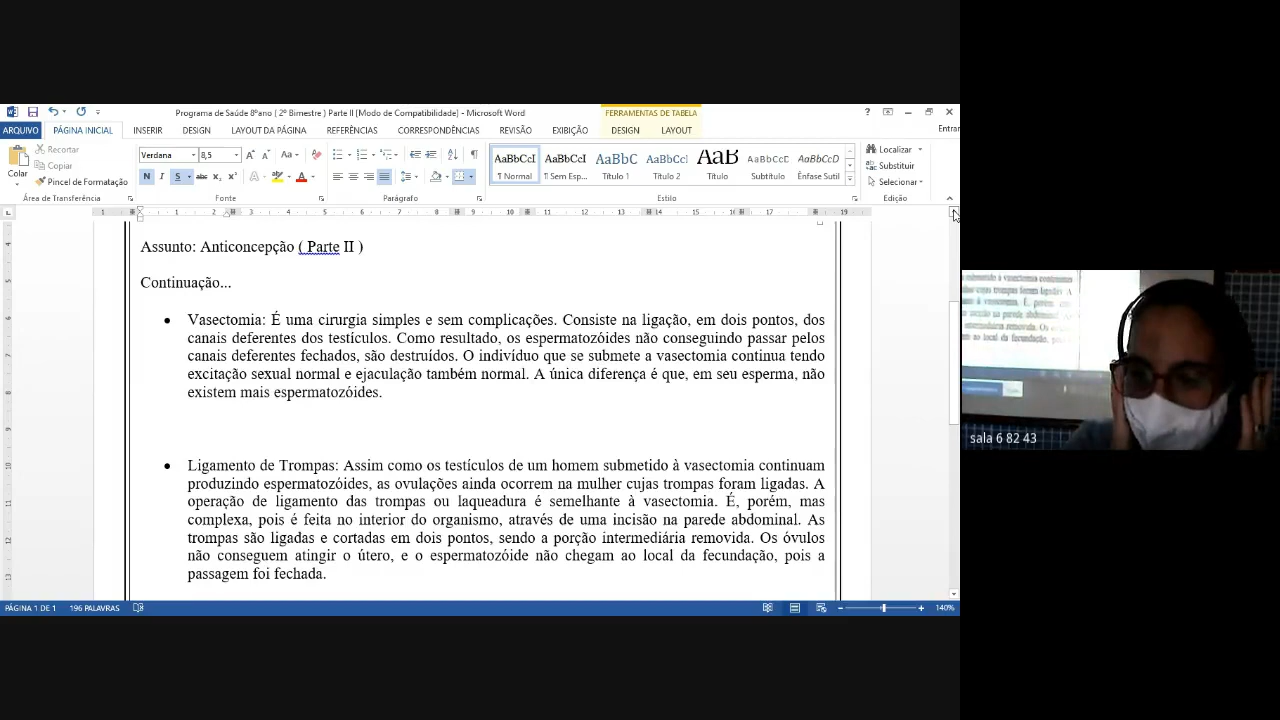 Programa de Saúde 8ºano ( 2º Bimestre ) Parte II [Modo de Compatibilidade] - Microsoft Word
FERRAMENTAS DE TABELA
ARQUIVO PÁGINA INICIAL INSERIR DESIGN LAYOUT DA PÁGINA REFERÊNCIAS CORRESPONDÊNCIAS REVISÃO EXIBIÇÃO DESIGN LAYOUT Entrar
Colar
Recortar
Copiar
Pincel de Formatação
Área de Transferência
Verdana 8,5
N I S abc x₂ x²
Fonte
Parágrafo
AaBbCcI AaBbCcI AaBbC AaBbCcI AaB AaBbCcD AaBbCcD
¶ Normal ¶ Sem Esp... Título 1 Título 2 Título Subtítulo Ênfase Sutil
Estilo
Localizar
Substituir
Selecionar
Edição
Assunto: Anticoncepção ( Parte II )
Continuação...
• Vasectomia: É uma cirurgia simples e sem complicações. Consiste na ligação, em dois pontos, dos
canais deferentes dos testículos. Como resultado, os espermatozóides não conseguindo passar pelos
canais deferentes fechados, são destruídos. O indivíduo que se submete a vasectomia continua tendo
excitação sexual normal e ejaculação também normal. A única diferença é que, em seu esperma, não
existem mais espermatozóides.
• Ligamento de Trompas: Assim como os testículos de um homem submetido à vasectomia continuam
produzindo espermatozóides, as ovulações ainda ocorrem na mulher cujas trompas foram ligadas. A
operação de ligamento das trompas ou laqueadura é semelhante à vasectomia. É, porém, mas
complexa, pois é feita no interior do organismo, através de uma incisão na parede abdominal. As
trompas são ligadas e cortadas em dois pontos, sendo a porção intermediária removida. Os óvulos
não conseguem atingir o útero, e o espermatozóide não chegam ao local da fecundação, pois a
passagem foi fechada.
PÁGINA 1 DE 1 196 PALAVRAS 140%
sala 6 82 43